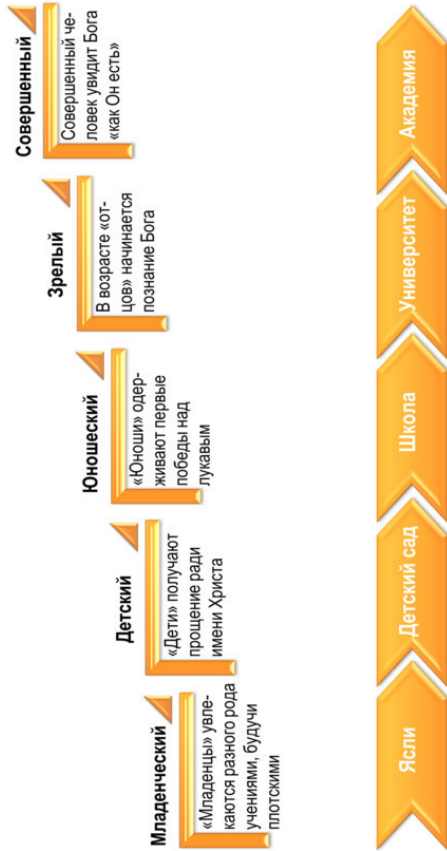 Младенческий
«Младенцы» увле-
каются разного рода
учениями, будучи
плотскими
Детский
«Дети» получают
прощение ради
имени Христа
Юношеский
«Юноши» одер-
живают первые
победы над
лукавым
Зрелый
В возрасте «от-
цов» начинается
познание Бога
Совершенный
Совершенный че-
ловек увидит Бога
«как Он есть»
Ясли
Детский сад
Школа
Университет
Академия